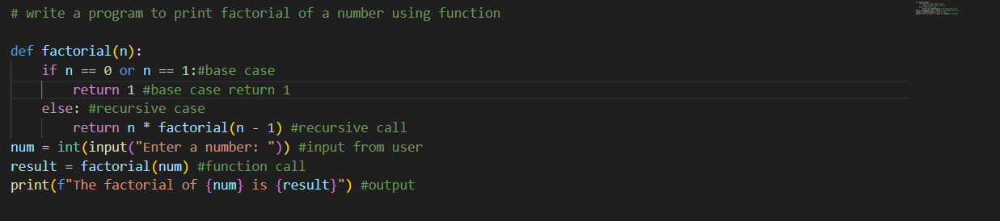 # write a program to print factorial of a number using function
def factorial(n):
    if n == 0 or n == 1:#base case
        return 1 #base case return 1
    else: #recursive case
        return n * factorial(n - 1) #recursive call
num = int(input("Enter a number: ")) #input from user
result = factorial(num) #function call
print(f"The factorial of {num} is {result}") #output